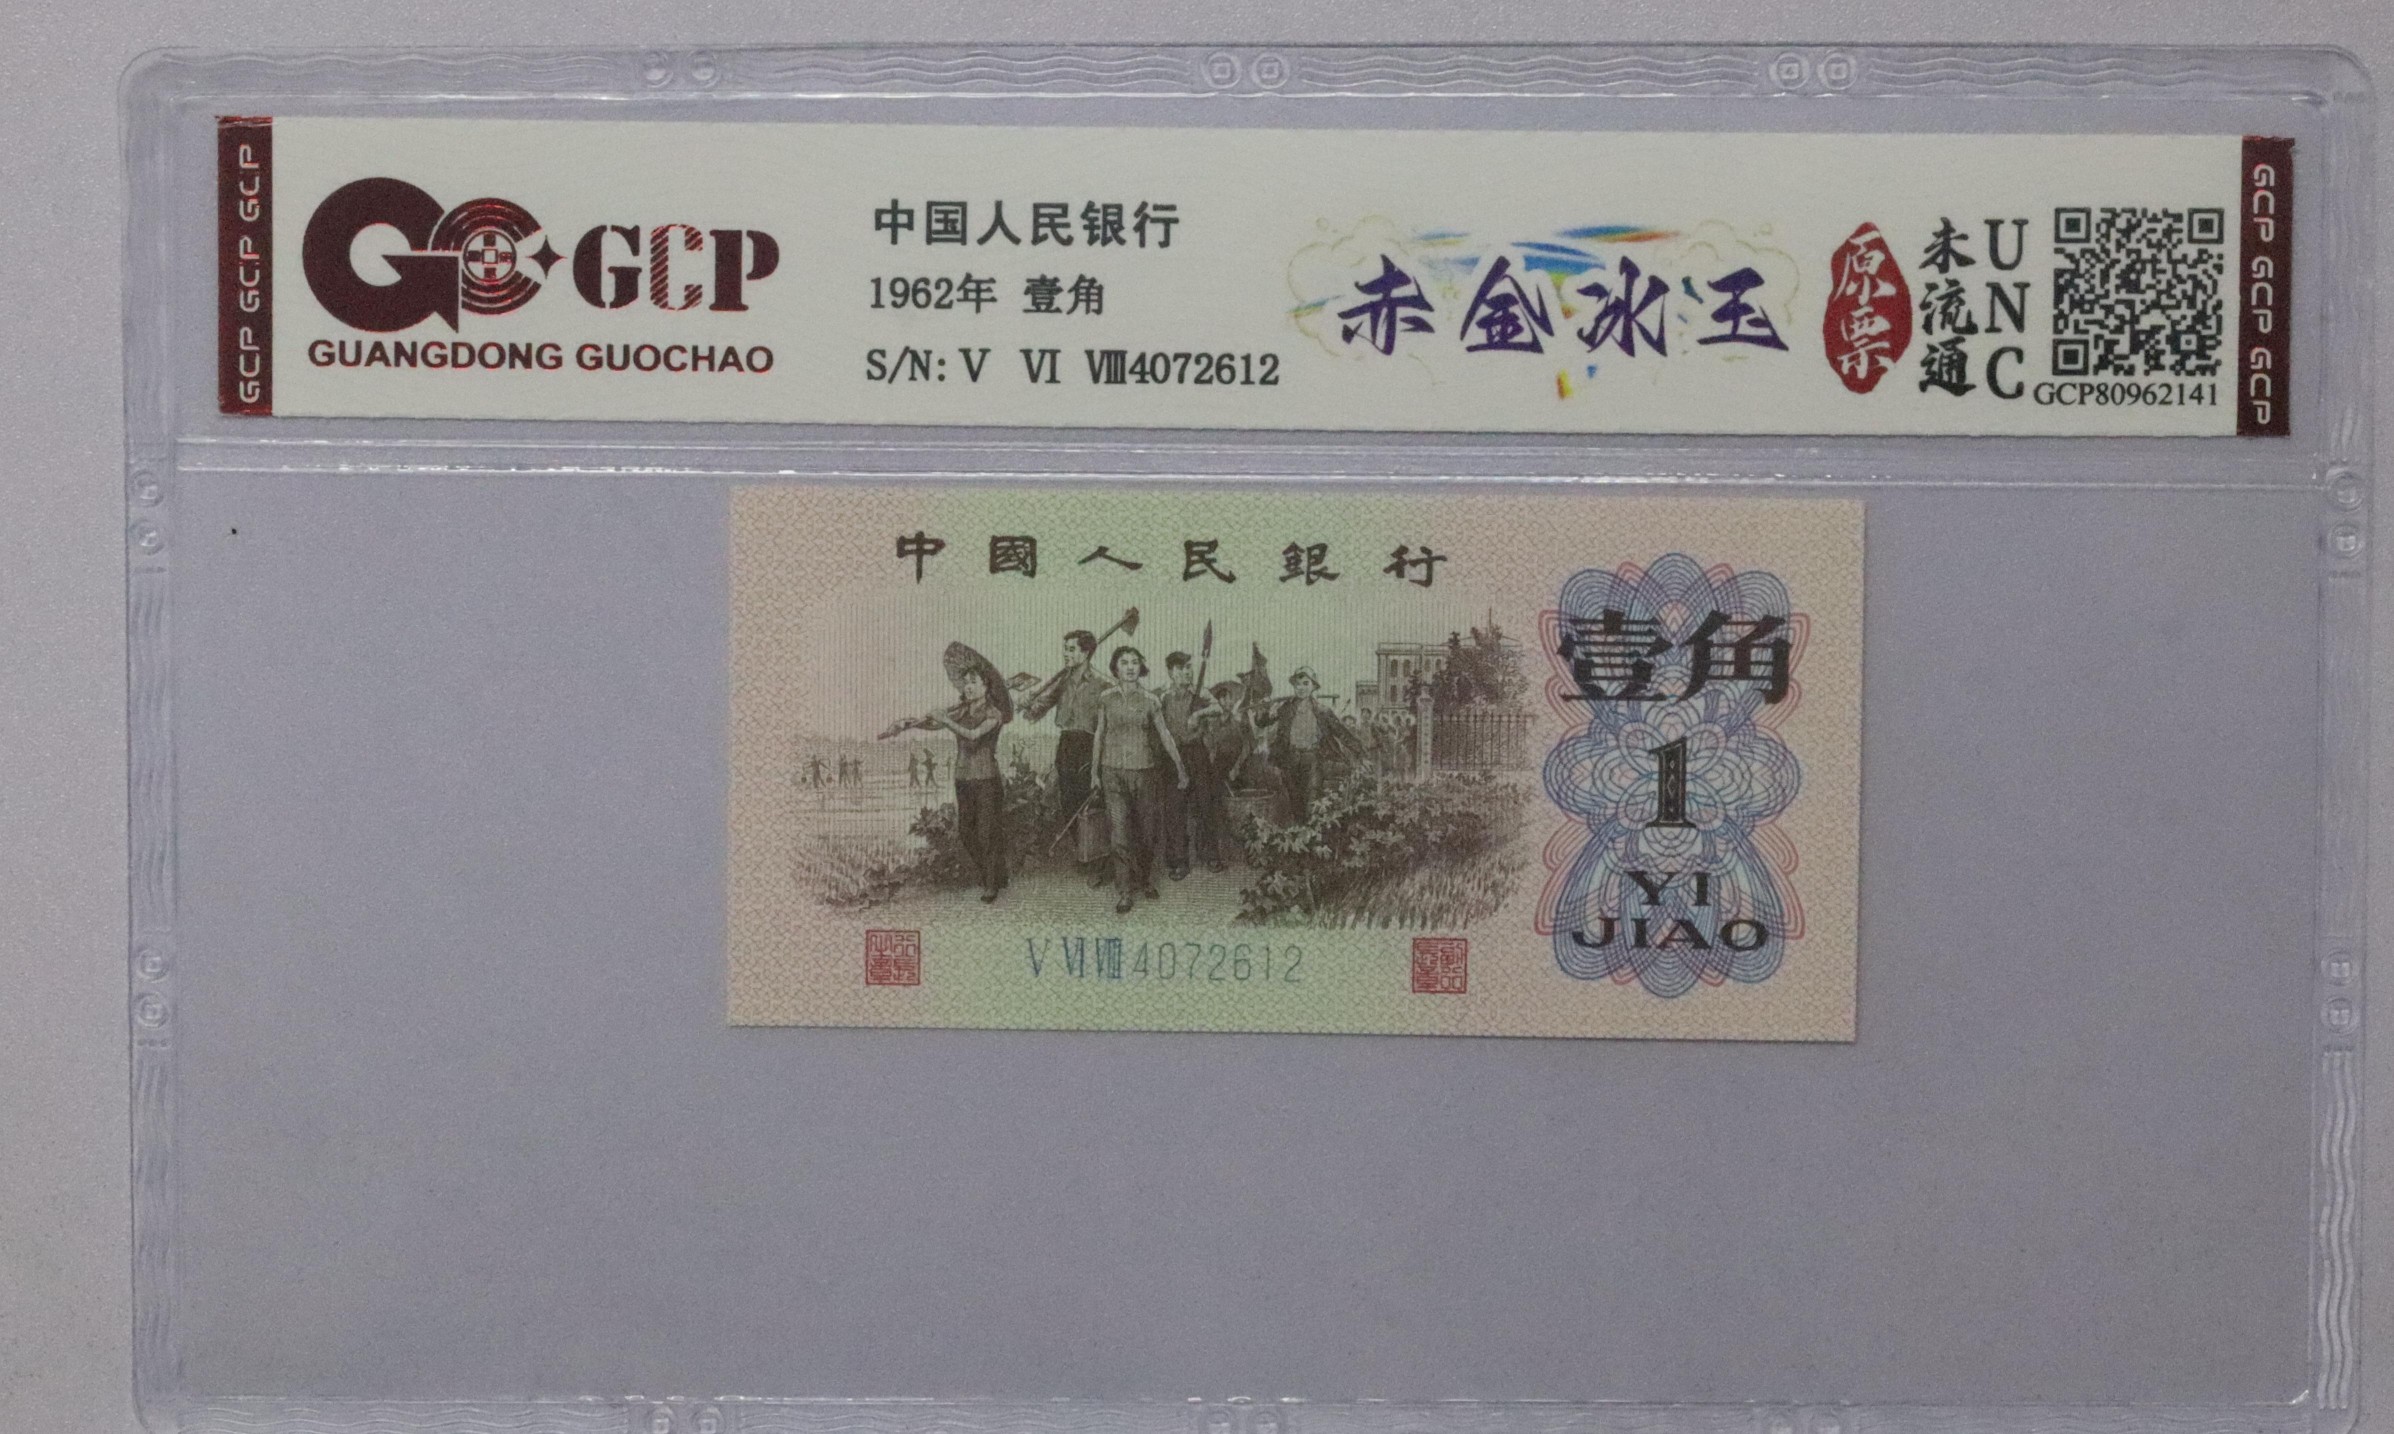 GCP GCP GCP
GCP
GUANGDONG GUOCHAO
中国人民银行
1962年 壹角
S/N: V VI VIII4072612
赤金冰玉
原票
未流通
UNC
GCP80962141
GCP GCP GCP
中國人民銀行
壹角
1
YI
JIAO
V VI VIII 4072612